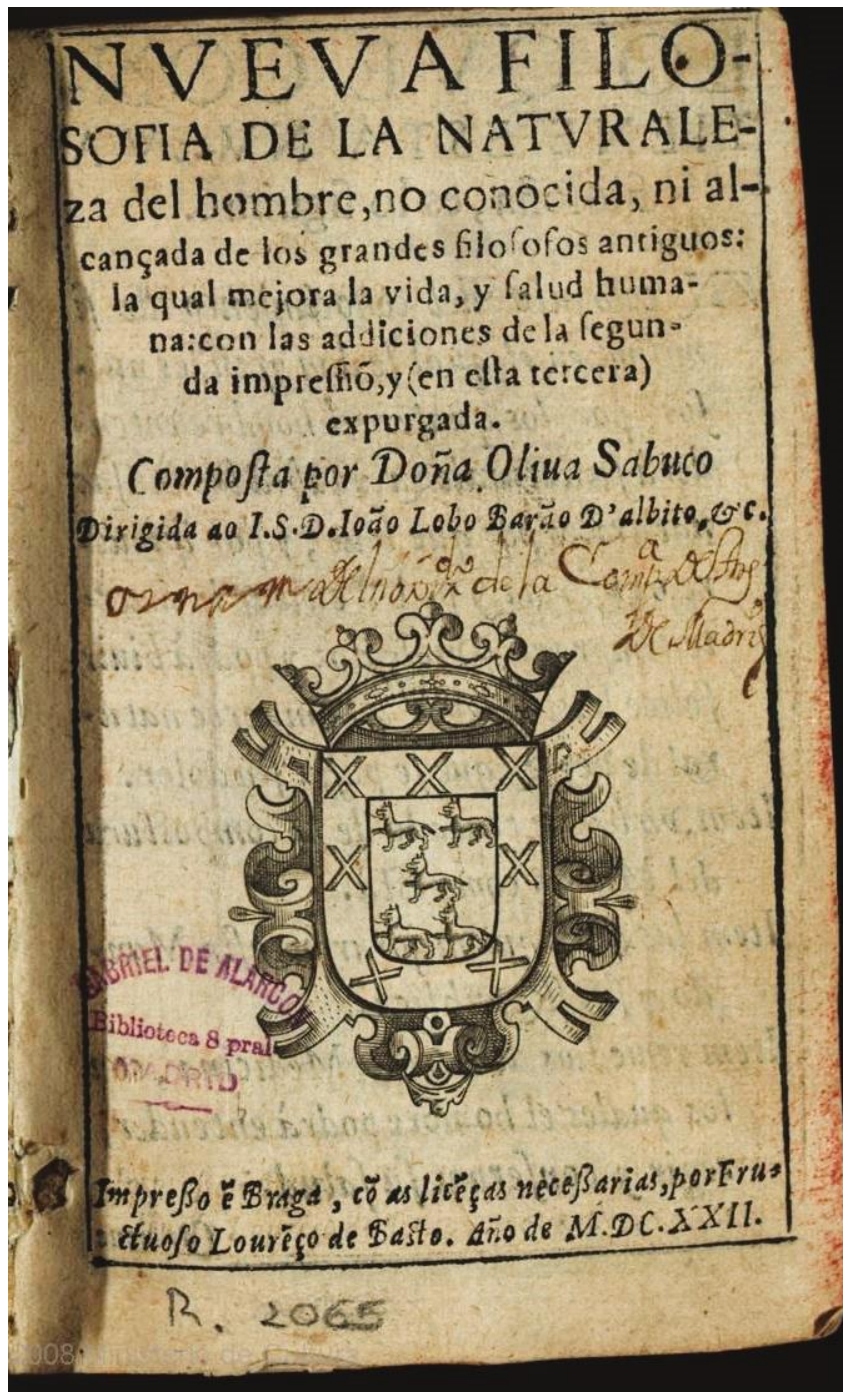 NVEVA FILO-
SOFIA DE LA NATVRALE-
za del hombre, no conocida, ni al-
cançada de los grandes filoſofos antiguos:
la qual mejora la vida, y ſalud huma-
na: con las addiciones de la ſegun-
da impreſſiõ, y (en eſta tercera)
expurgada.
Compoſta por Doña Oliua Sabuco
Dirigida ao I.S.D. Ioão Lobo Barão D'albito, &c.
de la
De Madrid
GABRIEL DE ALARCON
Biblioteca 8 pral
MADRID
Impreßo ẽ Braga, cõ as licẽças neceßarias, por Fru-
ctuoſo Lourẽço de Baſto. Año de M.DC.XXII.
R. 2065